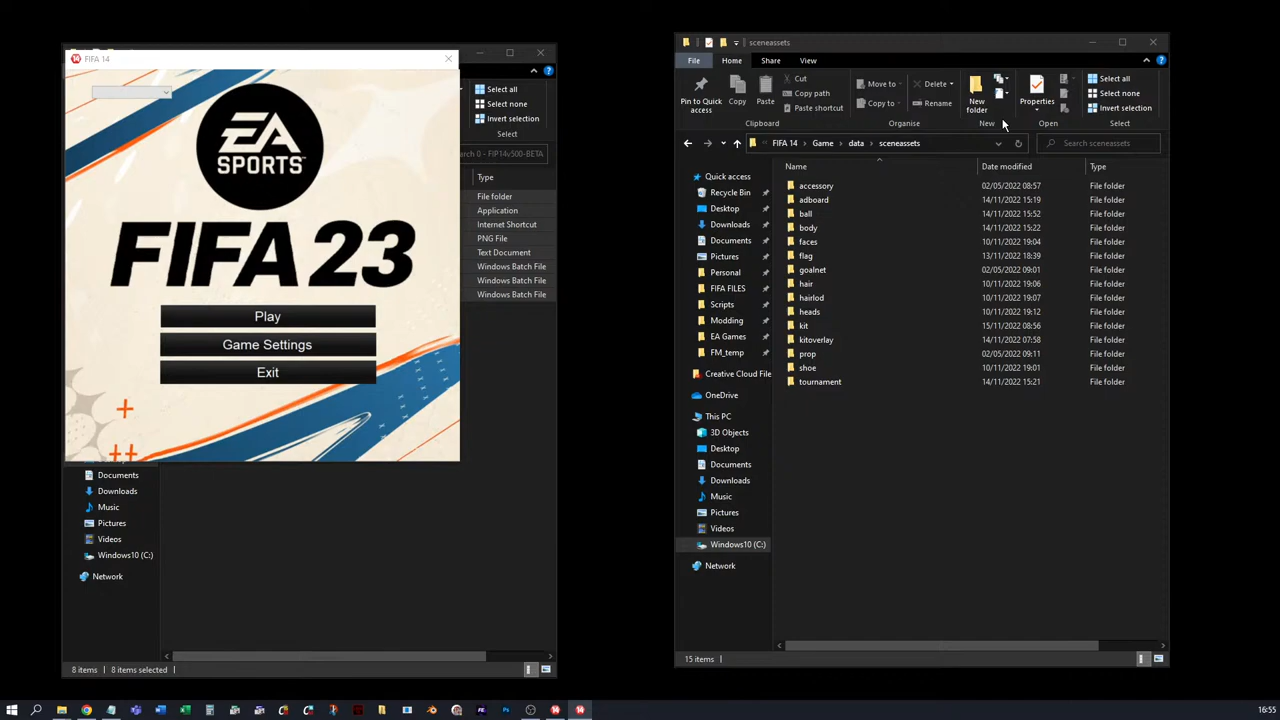 FIFA 14
EA
SPORTS
FIFA 23
Play
Game Settings
Exit
Select all
Select none
Invert selection
Select
Search 0 - FIP14v500-BETA
Type
File folder
Application
Internet Shortcut
PNG File
Text Document
Windows Batch File
Windows Batch File
Windows Batch File
Documents
Downloads
Music
Pictures
Videos
Windows10 (C:)
Network
8 items
8 items selected
sceneassets
File
Home
Share
View
Pin to Quick
access
Copy
Paste
Cut
Copy path
Paste shortcut
Clipboard
Move to
Copy to
Delete
Rename
Organise
New
Folder
New
Properties
Open
Select all
Select none
Invert selection
Select
FIFA 14
Game
data
sceneassets
Search sceneassets
Name
Date modified
Type
Quick access
Recycle Bin
Desktop
Downloads
Documents
Pictures
Personal
FIFA FILES
Scripts
Modding
EA Games
FM_temp
Creative Cloud File
OneDrive
This PC
3D Objects
Desktop
Documents
Downloads
Music
Pictures
Videos
Windows10 (C:)
Network
accessory 02/05/2022 08:57 File folder
adboard 14/11/2022 15:19 File folder
ball 14/11/2022 15:52 File folder
body 14/11/2022 15:22 File folder
faces 10/11/2022 19:04 File folder
flag 13/11/2022 18:39 File folder
goalnet 02/05/2022 09:01 File folder
hair 10/11/2022 19:06 File folder
hairlod 10/11/2022 19:07 File folder
heads 10/11/2022 19:12 File folder
kit 15/11/2022 08:56 File folder
kitoverlay 14/11/2022 07:58 File folder
prop 02/05/2022 09:11 File folder
shoe 10/11/2022 19:01 File folder
tournament 14/11/2022 15:21 File folder
15 items
16:55